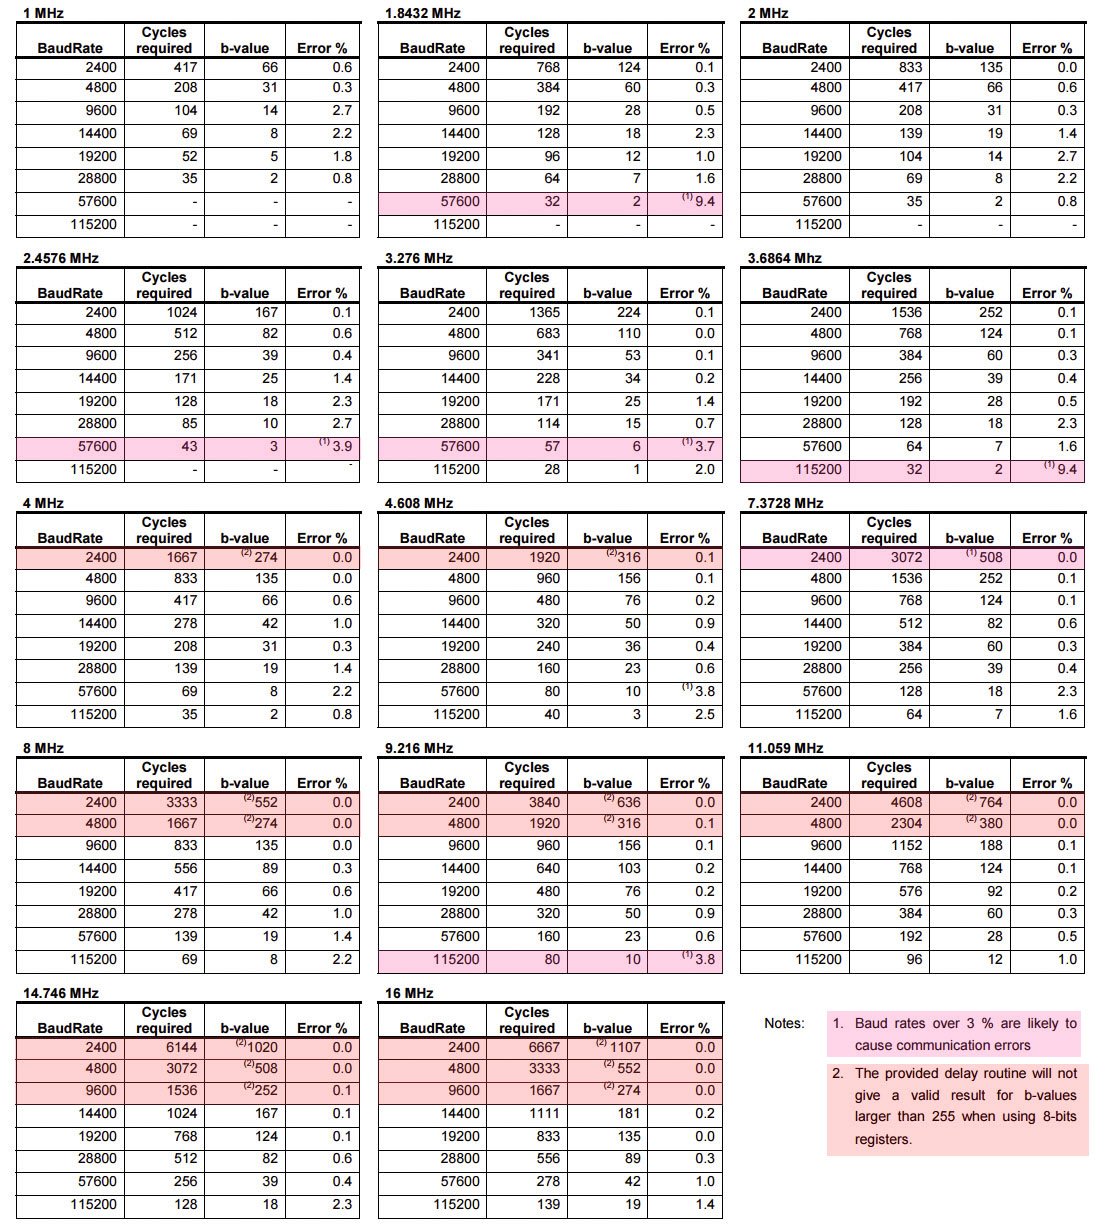 1 MHz
BaudRate Cycles required b-value Error %
2400 417 66 0.6
4800 208 31 0.3
9600 104 14 2.7
14400 69 8 2.2
19200 52 5 1.8
28800 35 2 0.8
57600 - - -
115200 - - -
1.8432 MHz
BaudRate Cycles required b-value Error %
2400 768 124 0.1
4800 384 60 0.3
9600 192 28 0.5
14400 128 18 2.3
19200 96 12 1.0
28800 64 7 1.6
57600 32 2 (1) 9.4
115200 - - -
2 MHz
BaudRate Cycles required b-value Error %
2400 833 135 0.0
4800 417 66 0.6
9600 208 31 0.3
14400 139 19 1.4
19200 104 14 2.7
28800 69 8 2.2
57600 35 2 0.8
115200 - - -
2.4576 MHz
BaudRate Cycles required b-value Error %
2400 1024 167 0.1
4800 512 82 0.6
9600 256 39 0.4
14400 171 25 1.4
19200 128 18 2.3
28800 85 10 2.7
57600 43 3 (1) 3.9
115200 - - -
3.276 MHz
BaudRate Cycles required b-value Error %
2400 1365 224 0.1
4800 683 110 0.0
9600 341 53 0.1
14400 228 34 0.2
19200 171 25 1.4
28800 114 15 0.7
57600 57 6 (1) 3.7
115200 28 1 2.0
3.6864 Mhz
BaudRate Cycles required b-value Error %
2400 1536 252 0.1
4800 768 124 0.1
9600 384 60 0.3
14400 256 39 0.4
19200 192 28 0.5
28800 128 18 2.3
57600 64 7 1.6
115200 32 2 (1) 9.4
4 MHz
BaudRate Cycles required b-value Error %
2400 1667 (2) 274 0.0
4800 833 135 0.0
9600 417 66 0.6
14400 278 42 1.0
19200 208 31 0.3
28800 139 19 1.4
57600 69 8 2.2
115200 35 2 0.8
4.608 MHz
BaudRate Cycles required b-value Error %
2400 1920 (2)316 0.1
4800 960 156 0.1
9600 480 76 0.2
14400 320 50 0.9
19200 240 36 0.4
28800 160 23 0.6
57600 80 10 (1) 3.8
115200 40 3 2.5
7.3728 MHz
BaudRate Cycles required b-value Error %
2400 3072 (1) 508 0.0
4800 1536 252 0.1
9600 768 124 0.1
14400 512 82 0.6
19200 384 60 0.3
28800 256 39 0.4
57600 128 18 2.3
115200 64 7 1.6
8 MHz
BaudRate Cycles required b-value Error %
2400 3333 (2)552 0.0
4800 1667 (2)274 0.0
9600 833 135 0.0
14400 556 89 0.3
19200 417 66 0.6
28800 278 42 1.0
57600 139 19 1.4
115200 69 8 2.2
9.216 MHz
BaudRate Cycles required b-value Error %
2400 3840 (2) 636 0.0
4800 1920 (2) 316 0.1
9600 960 156 0.1
14400 640 103 0.2
19200 480 76 0.2
28800 320 50 0.9
57600 160 23 0.6
115200 80 10 (1) 3.8
11.059 MHz
BaudRate Cycles required b-value Error %
2400 4608 (2) 764 0.0
4800 2304 (2) 380 0.0
9600 1152 188 0.1
14400 768 124 0.1
19200 576 92 0.2
28800 384 60 0.3
57600 192 28 0.5
115200 96 12 1.0
14.746 MHz
BaudRate Cycles required b-value Error %
2400 6144 (2)1020 0.0
4800 3072 (2)508 0.0
9600 1536 (2)252 0.1
14400 1024 167 0.1
19200 768 124 0.1
28800 512 82 0.6
57600 256 39 0.4
115200 128 18 2.3
16 MHz
BaudRate Cycles required b-value Error %
2400 6667 (2) 1107 0.0
4800 3333 (2) 552 0.0
9600 1667 (2) 274 0.0
14400 1111 181 0.2
19200 833 135 0.0
28800 556 89 0.3
57600 278 42 1.0
115200 139 19 1.4
Notes: 1. Baud rates over 3 % are likely to
cause communication errors
2. The provided delay routine will not
give a valid result for b-values
larger than 255 when using 8-bits
registers.